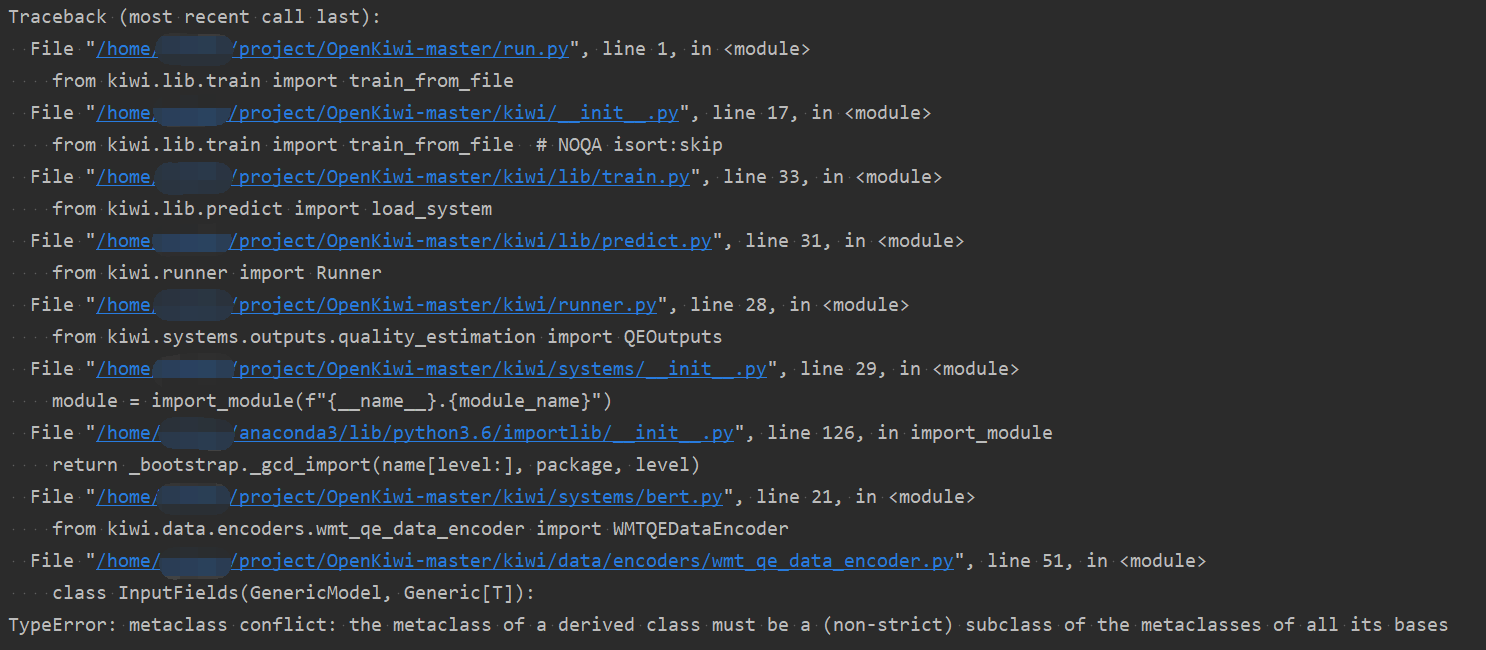 Traceback (most recent call last):
File "/home/ /project/OpenKiwi-master/run.py", line 1, in <module>
from kiwi.lib.train import train_from_file
File "/home/ /project/OpenKiwi-master/kiwi/__init__.py", line 17, in <module>
from kiwi.lib.train import train_from_file # NOQA isort:skip
File "/home/ /project/OpenKiwi-master/kiwi/lib/train.py", line 33, in <module>
from kiwi.lib.predict import load_system
File "/home/ /project/OpenKiwi-master/kiwi/lib/predict.py", line 31, in <module>
from kiwi.runner import Runner
File "/home/ /project/OpenKiwi-master/kiwi/runner.py", line 28, in <module>
from kiwi.systems.outputs.quality_estimation import QEOutputs
File "/home/ /project/OpenKiwi-master/kiwi/systems/__init__.py", line 29, in <module>
module = import_module(f"{__name__}.{module_name}")
File "/home/ /anaconda3/lib/python3.6/importlib/__init__.py", line 126, in import_module
return _bootstrap._gcd_import(name[level:], package, level)
File "/home/ /project/OpenKiwi-master/kiwi/systems/bert.py", line 21, in <module>
from kiwi.data.encoders.wmt_qe_data_encoder import WMTQEDataEncoder
File "/home/ /project/OpenKiwi-master/kiwi/data/encoders/wmt_qe_data_encoder.py", line 51, in <module>
class InputFields(GenericModel, Generic[T]):
TypeError: metaclass conflict: the metaclass of a derived class must be a (non-strict) subclass of the metaclasses of all its bases